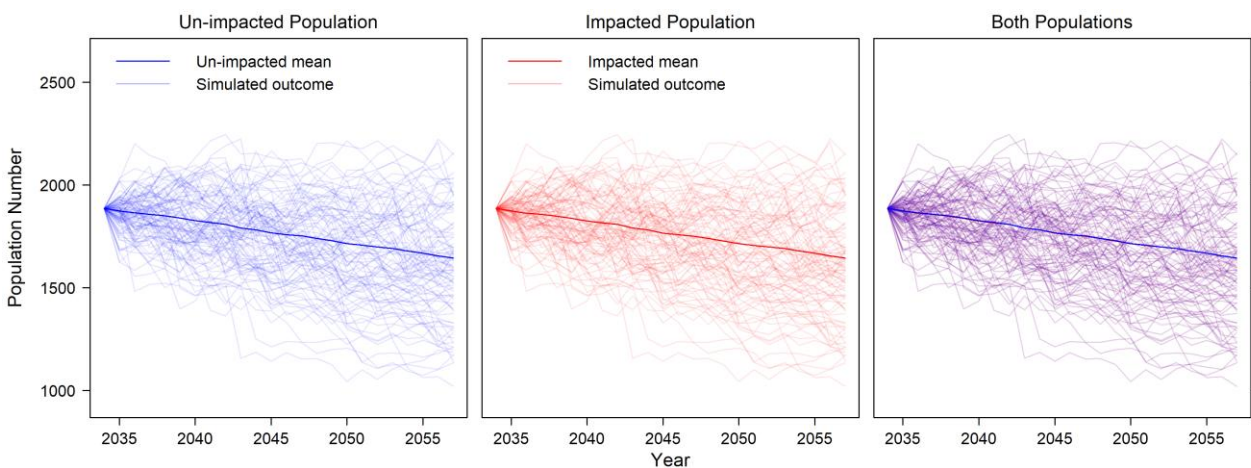 Un-impacted Population
Impacted Population
Both Populations
Un-impacted mean
Simulated outcome
Impacted mean
Simulated outcome
Population Number
2500
2000
1500
1000
2035 2040 2045 2050 2055
2035 2040 2045 2050 2055
2035 2040 2045 2050 2055
Year